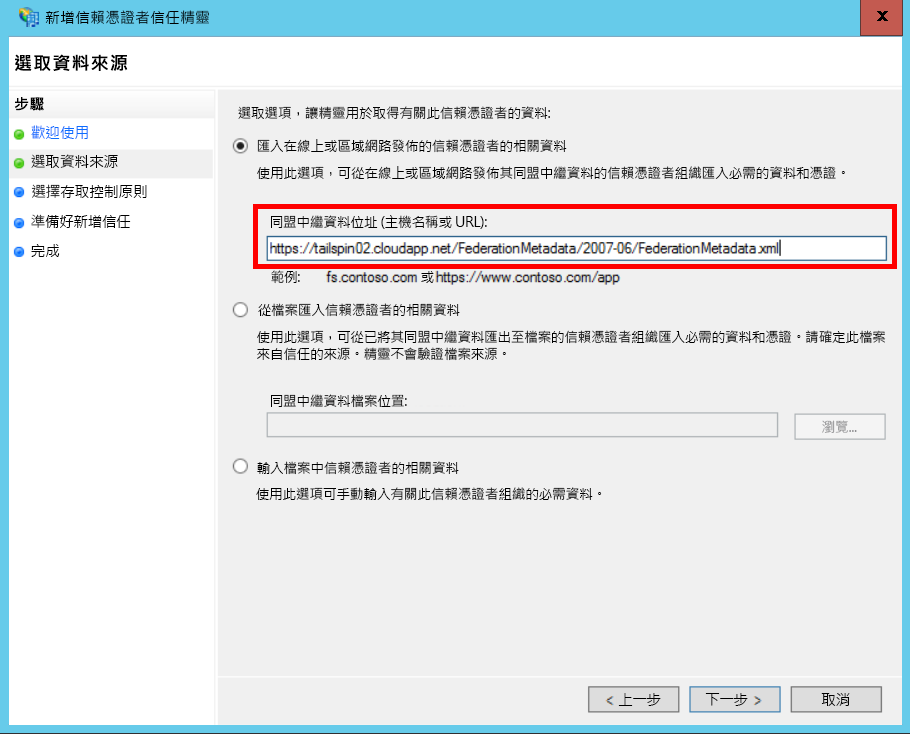 新增信賴憑證者信任精靈
X
選取資料來源
步驟
歡迎使用
選取資料來源
選擇存取控制原則
準備好新增信任
完成
選取選項，讓精靈用於取得有關此信賴憑證者的資料:
匯入在線上或區域網路發佈的信賴憑證者的相關資料
使用此選項，可從在線上或區域網路發佈其同盟中繼資料的信賴憑證者組織匯入必需的資料和憑證。
同盟中繼資料位址 (主機名稱或 URL):
https://tailspin02.cloudapp.net/FederationMetadata/2007-06/FederationMetadata.xml
範例: fs.contoso.com 或 https://www.contoso.com/app
從檔案匯入信賴憑證者的相關資料
使用此選項，可從已將其同盟中繼資料匯出至檔案的信賴憑證者組織匯入必需的資料和憑證。請確定此檔案
來自信任的來源。精靈不會驗證檔案來源。
同盟中繼資料檔案位置:
瀏覽...
輸入檔案中信賴憑證者的相關資料
使用此選項可手動輸入有關此信賴憑證者組織的必需資料。
< 上一步
下一步 >
取消